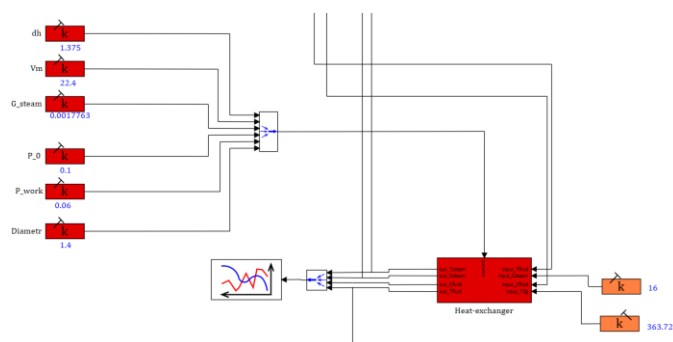 dh
k
1.375
Vm
k
22.4
G_steam
k
0.0017763
P_0
k
0.1
P_work
k
0.06
Diametr
k
1.4
Heat-exchanger
k
16
k
363.72